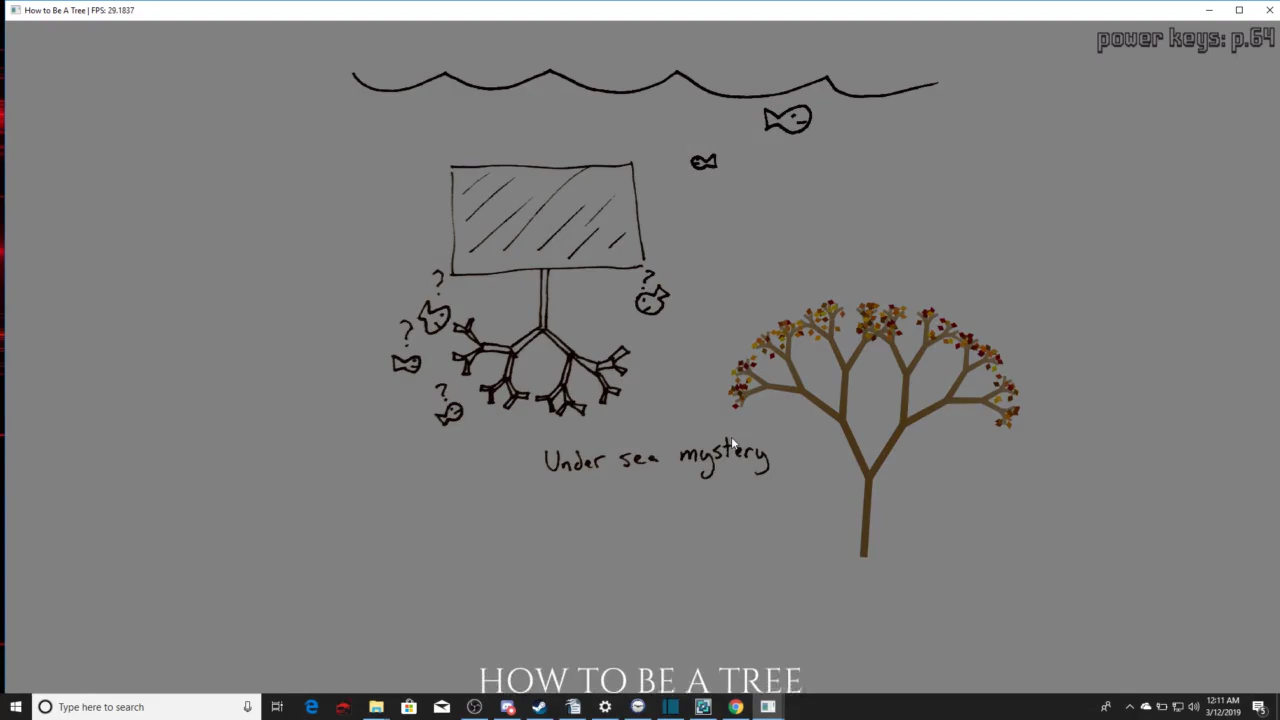 How to Be A Tree | FPS: 29.1837
power keys: p.64
?
?
?
?
Under sea mystery
HOW TO BE A TREE
Type here to search
12:11 AM
3/12/2019
5